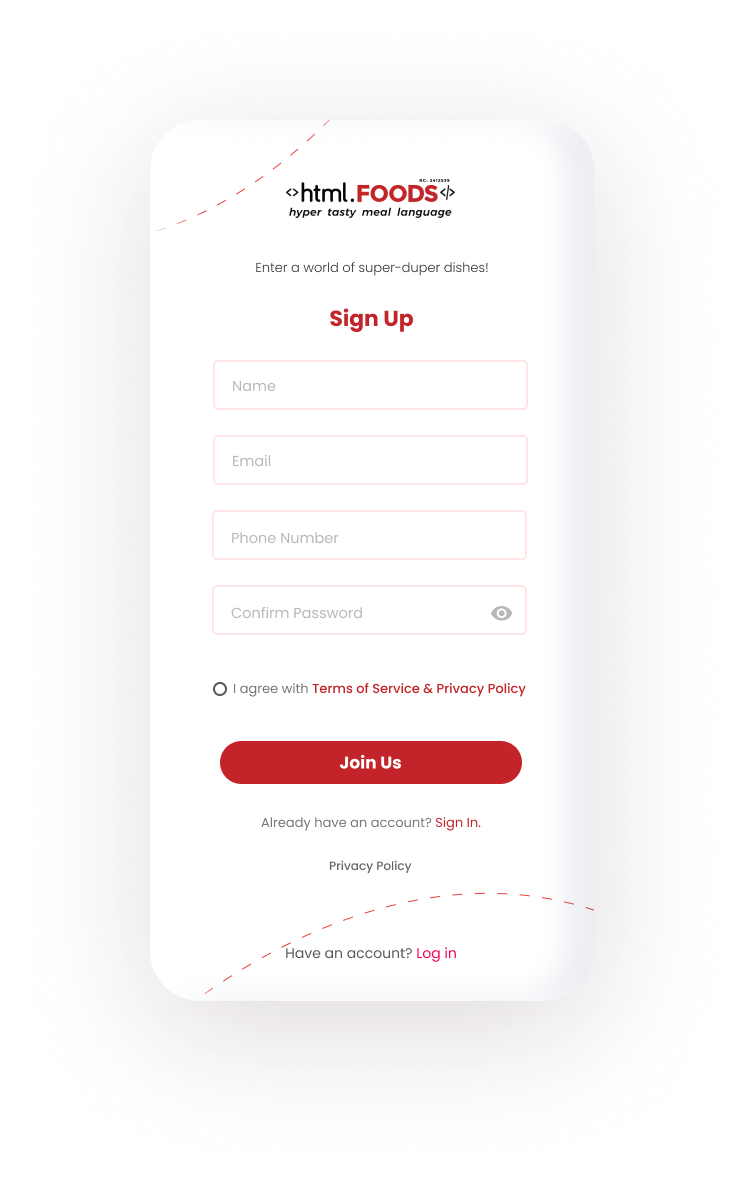 RC: 2412539
<>html.FOODS</>
hyper tasty meal language
Enter a world of super-duper dishes!
Sign Up
Name
Email
Phone Number
Confirm Password
I agree with Terms of Service & Privacy Policy
Join Us
Already have an account? Sign In.
Privacy Policy
Have an account? Log in